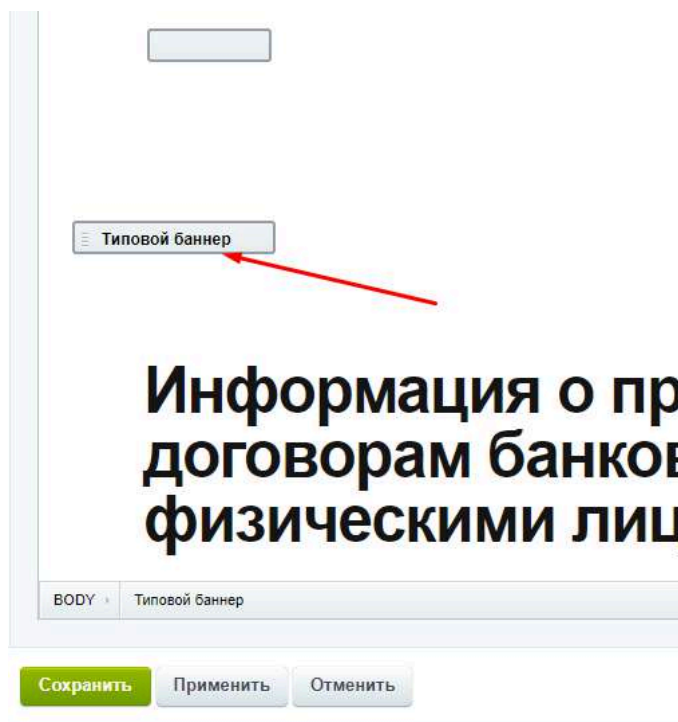 Типовой баннер
Информация о пр
договорам банков
физическими лиц
BODY Типовой баннер
Сохранить Применить Отменить